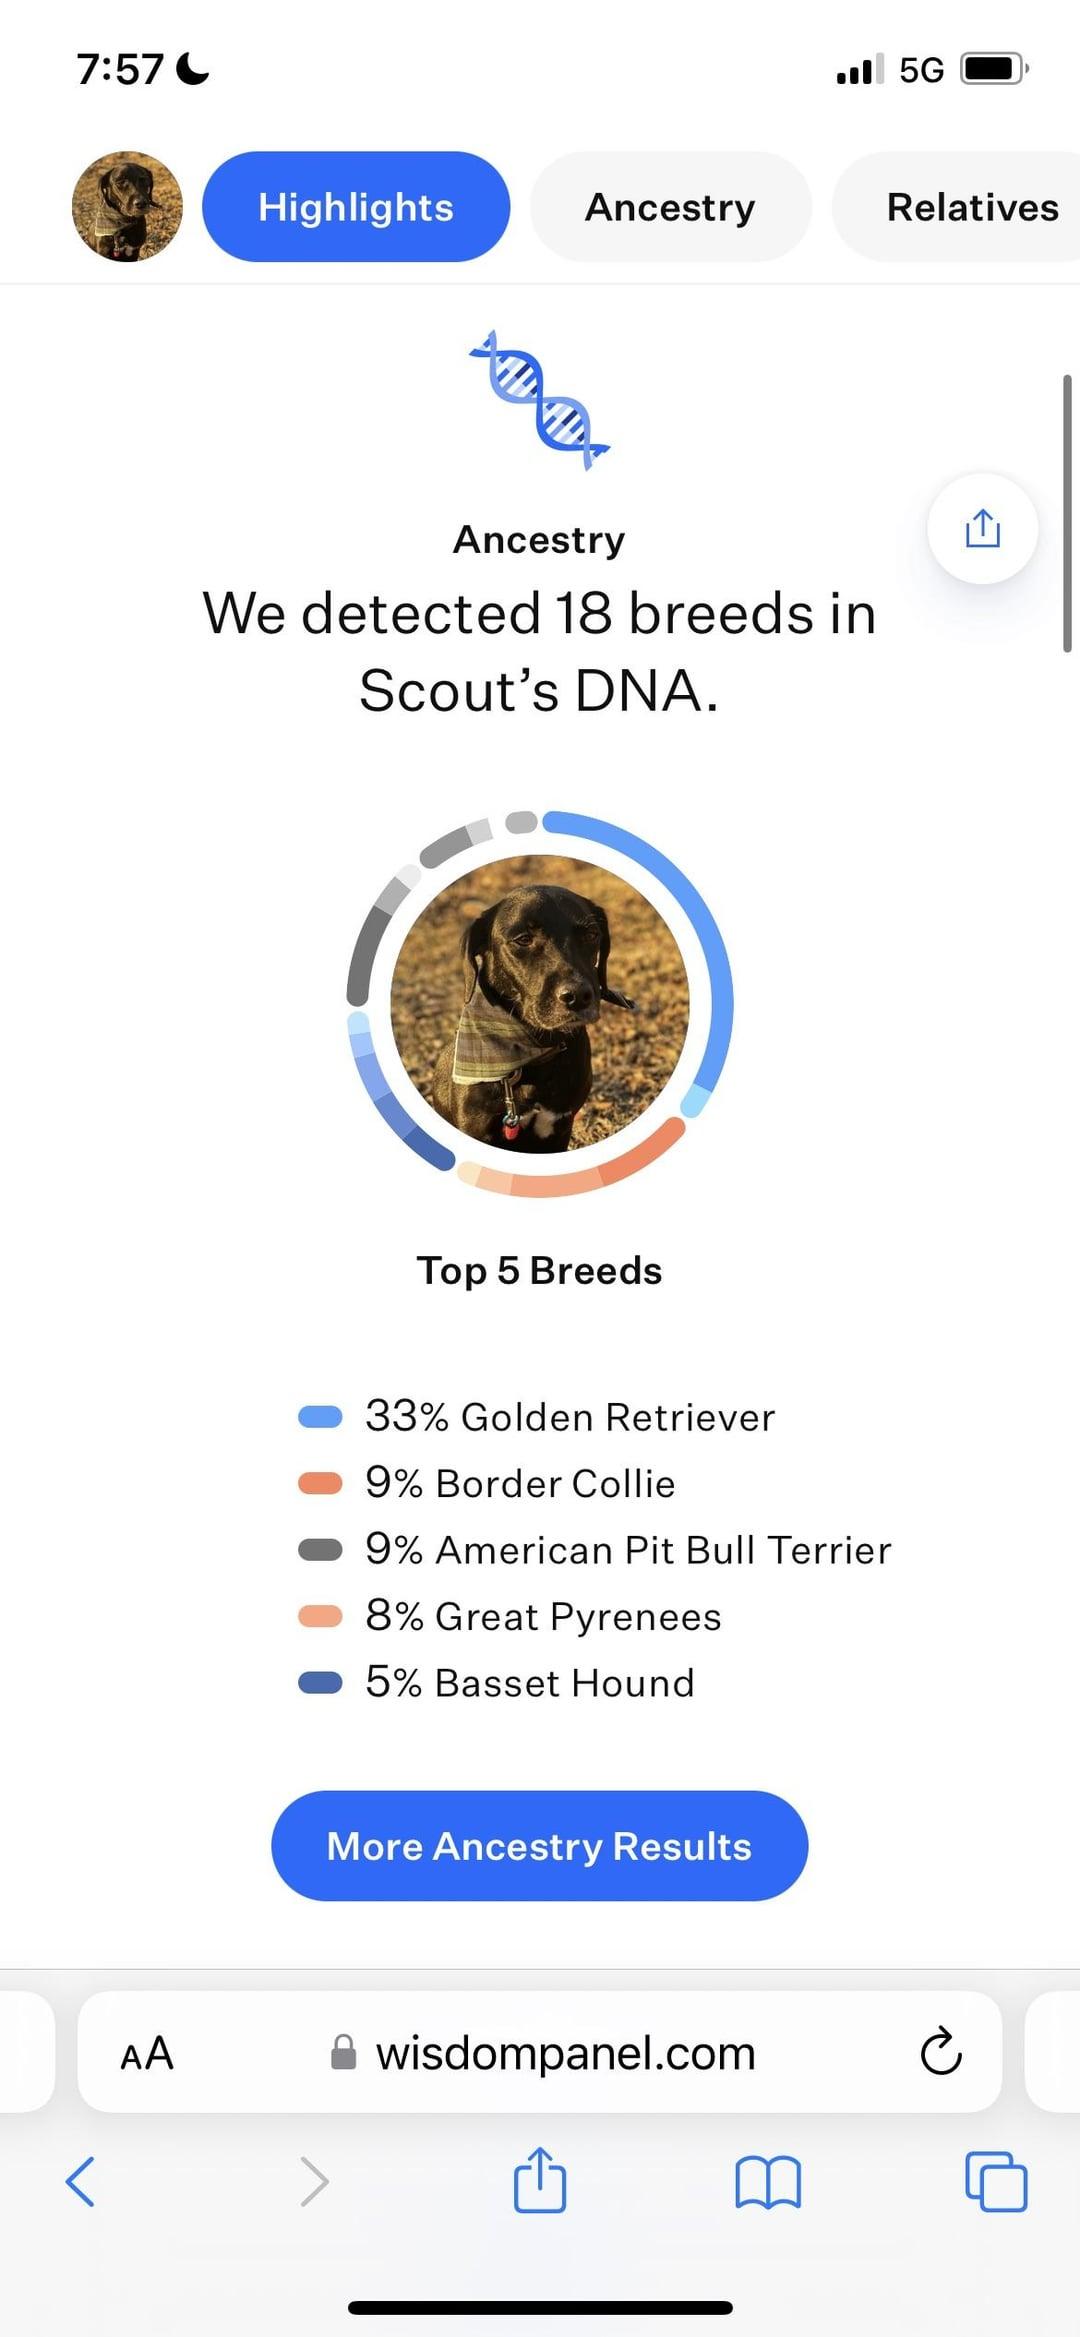 7:57
5G
Highlights
Ancestry
Relatives
Ancestry
We detected 18 breeds in
Scout’s DNA.
Top 5 Breeds
33% Golden Retriever
9% Border Collie
9% American Pit Bull Terrier
8% Great Pyrenees
5% Basset Hound
More Ancestry Results
AA
wisdompanel.com